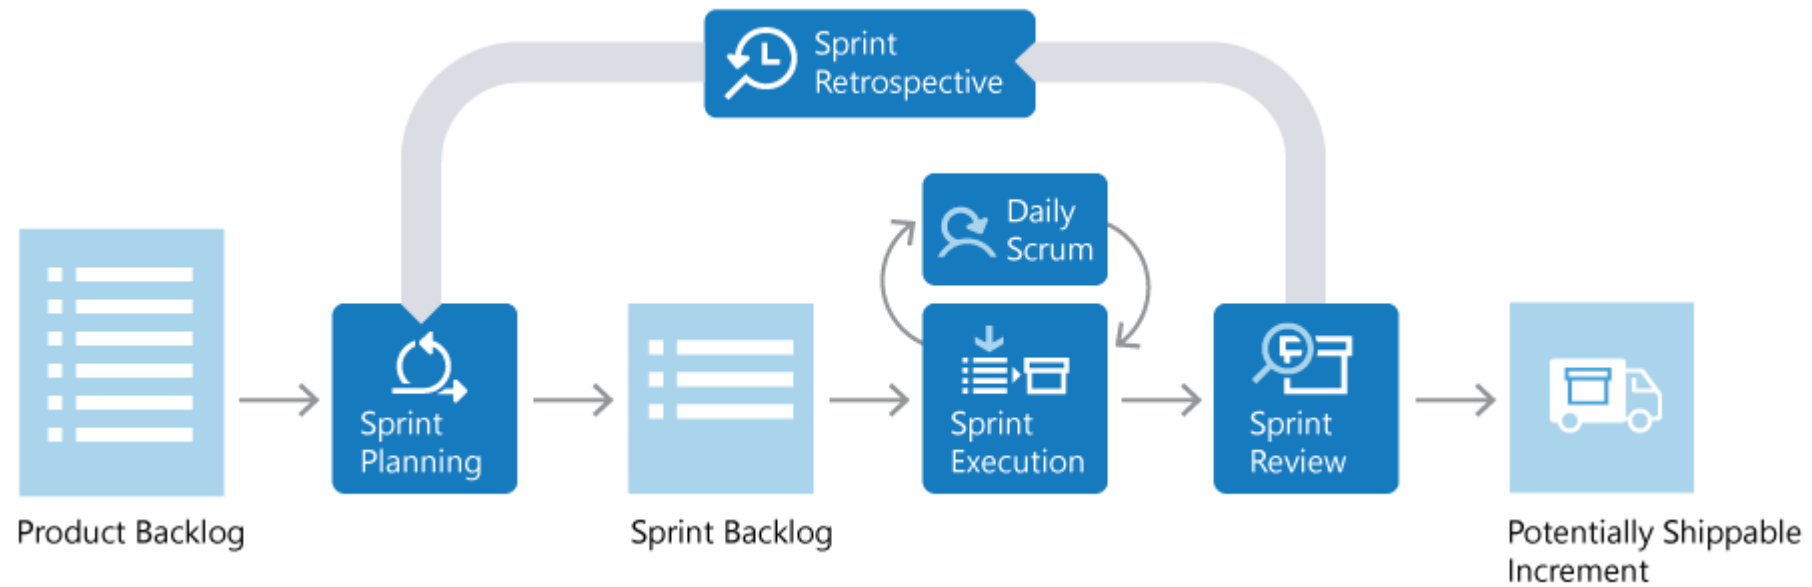 Sprint
Retrospective
Daily
Scrum
Sprint
Planning
Sprint
Execution
Sprint
Review
Product Backlog
Sprint Backlog
Potentially Shippable
Increment